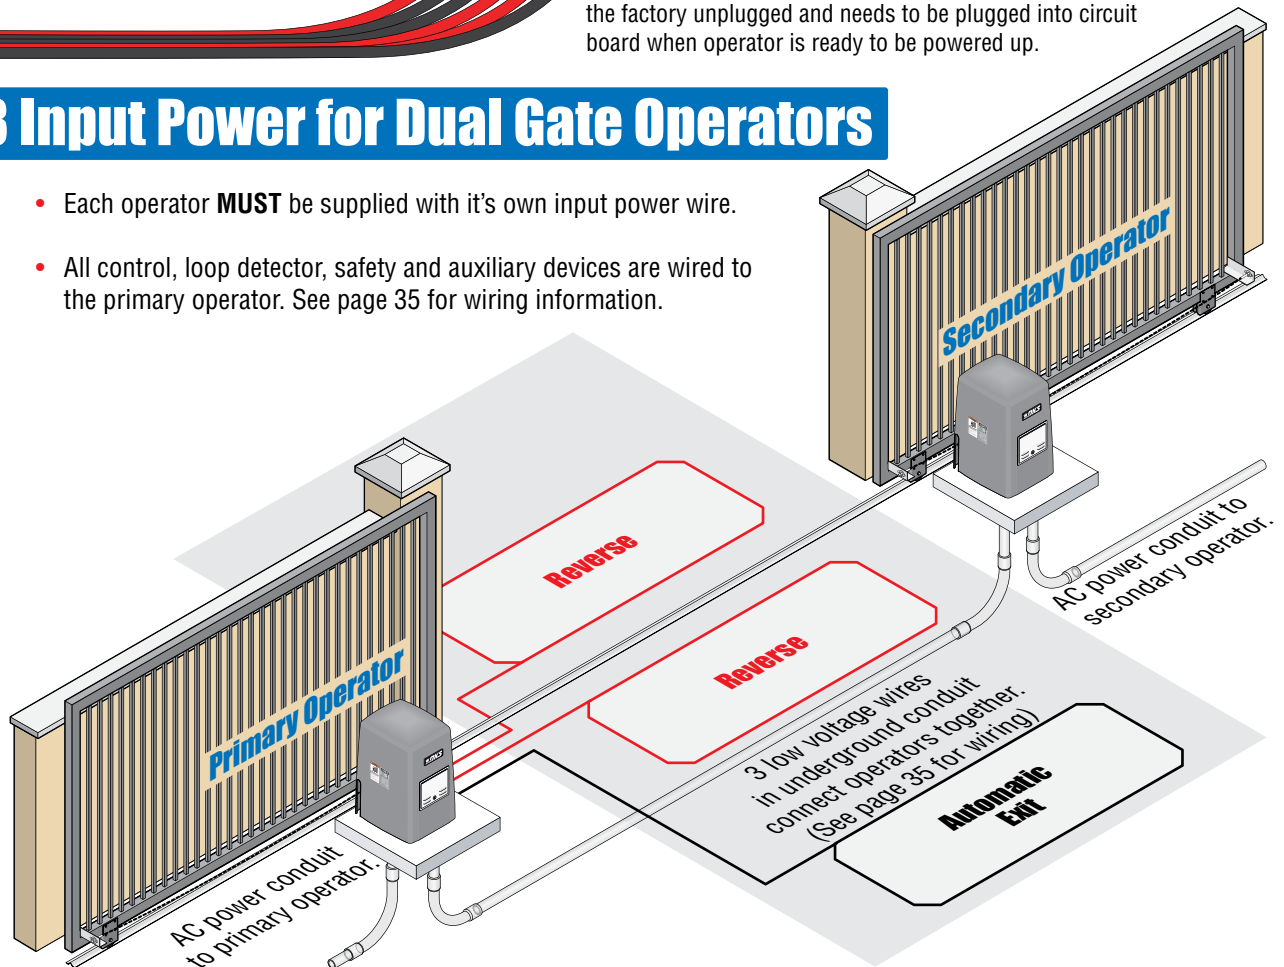 the factory unplugged and needs to be plugged into circuit
board when operator is ready to be powered up.
3 Input Power for Dual Gate Operators
• Each operator MUST be supplied with it’s own input power wire.
• All control, loop detector, safety and auxiliary devices are wired to
the primary operator. See page 35 for wiring information.
Secondary Operator
Reverse
AC power conduit to
secondary operator.
Reverse
Primary Operator
3 low voltage wires
in underground conduit
connect operators together.
(See page 35 for wiring)
Automatic
Exit
AC power conduit
to primary operator.